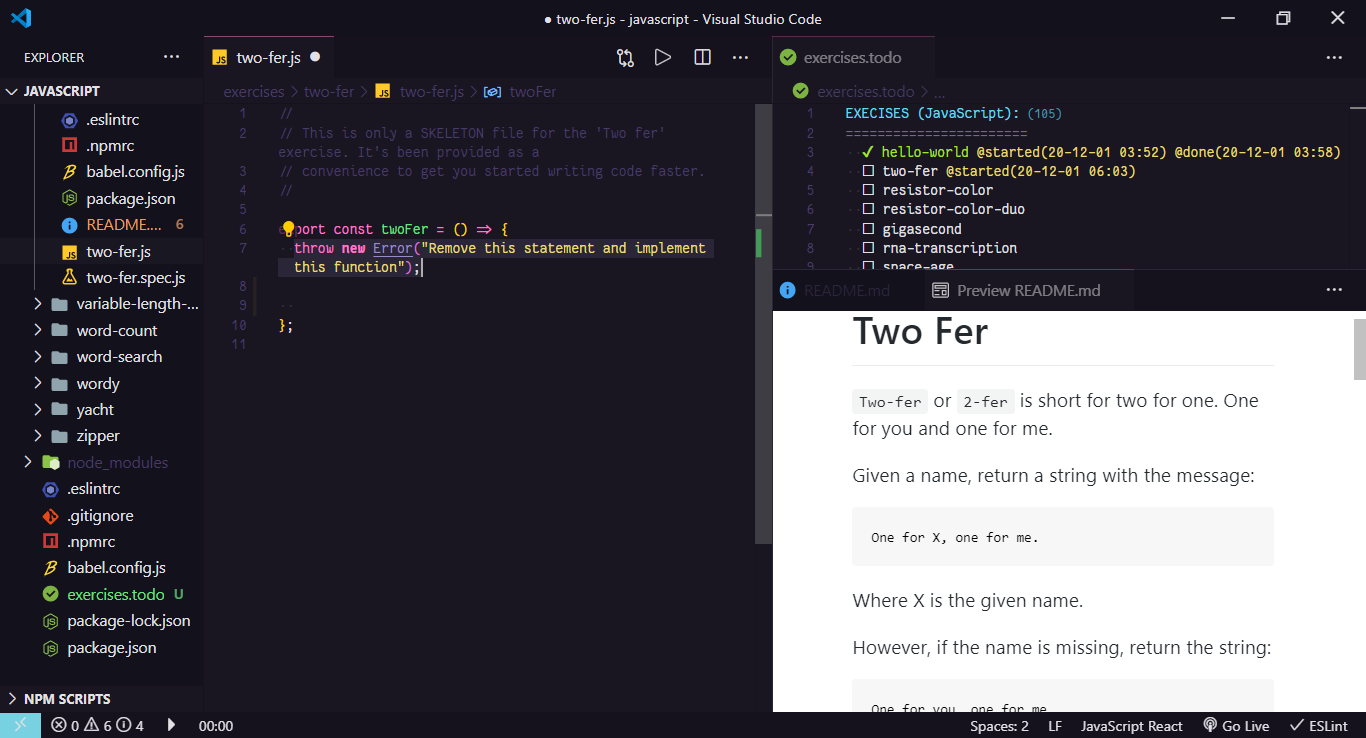 ● two-fer.js - javascript - Visual Studio Code
EXPLORER
JAVASCRIPT
.eslintrc
.npmrc
babel.config.js
package.json
README.... 6
two-fer.js
two-fer.spec.js
variable-length-...
word-count
word-search
wordy
yacht
zipper
node_modules
.eslintrc
.gitignore
.npmrc
babel.config.js
exercises.todo U
package-lock.json
package.json
NPM SCRIPTS
JS two-fer.js ●
exercises > two-fer > JS two-fer.js > twoFer
1 //
2 // This is only a SKELETON file for the 'Two fer'
exercise. It's been provided as a
3 // convenience to get you started writing code faster.
4 //
5
6 export const twoFer = () => {
7 throw new Error("Remove this statement and implement
this function");
8
9
10 };
11
exercises.todo
exercises.todo > ...
1 EXECISES (JavaScript): (105)
2 =======================
3 ✓ hello-world @started(20-12-01 03:52) @done(20-12-01 03:58)
4 ☐ two-fer @started(20-12-01 06:03)
5 ☐ resistor-color
6 ☐ resistor-color-duo
7 ☐ gigasecond
8 ☐ rna-transcription
9 ☐ space-age
README.md
Preview README.md
Two Fer
Two-fer or 2-fer is short for two for one. One
for you and one for me.
Given a name, return a string with the message:
One for X, one for me.
Where X is the given name.
However, if the name is missing, return the string:
One for you, one for me.
0 6 4 00:00
Spaces: 2 LF JavaScript React Go Live ESLint